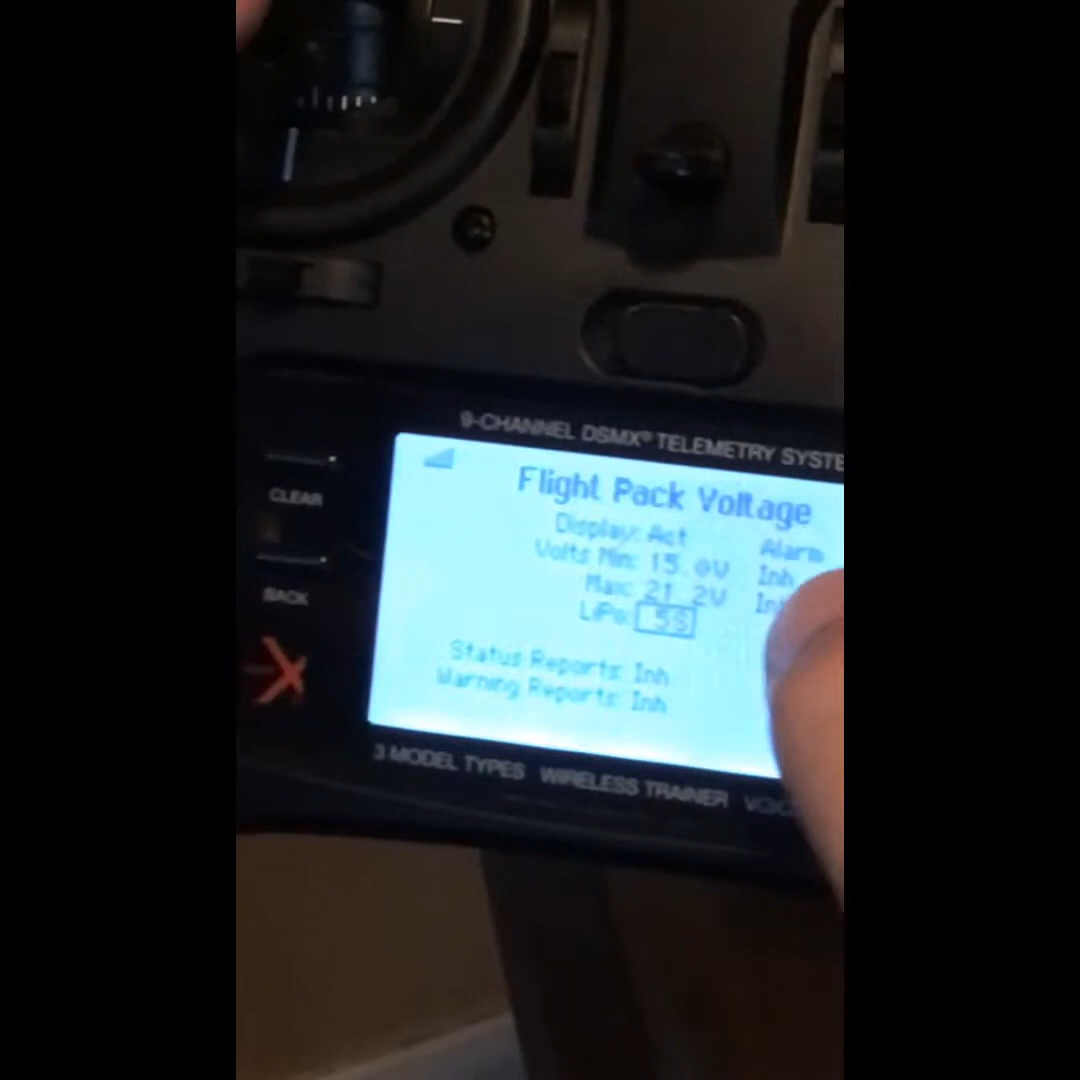 9-CHANNEL DSMX® TELEMETRY SYSTE
CLEAR
BACK
Flight Pack Voltage
Display: Act Alarm
Volts Min: 15.0V Inh
Max: 21.2V In
LiPo: 5S
Status Reports: Inh
Warning Reports: Inh
3 MODEL TYPES WIRELESS TRAINER